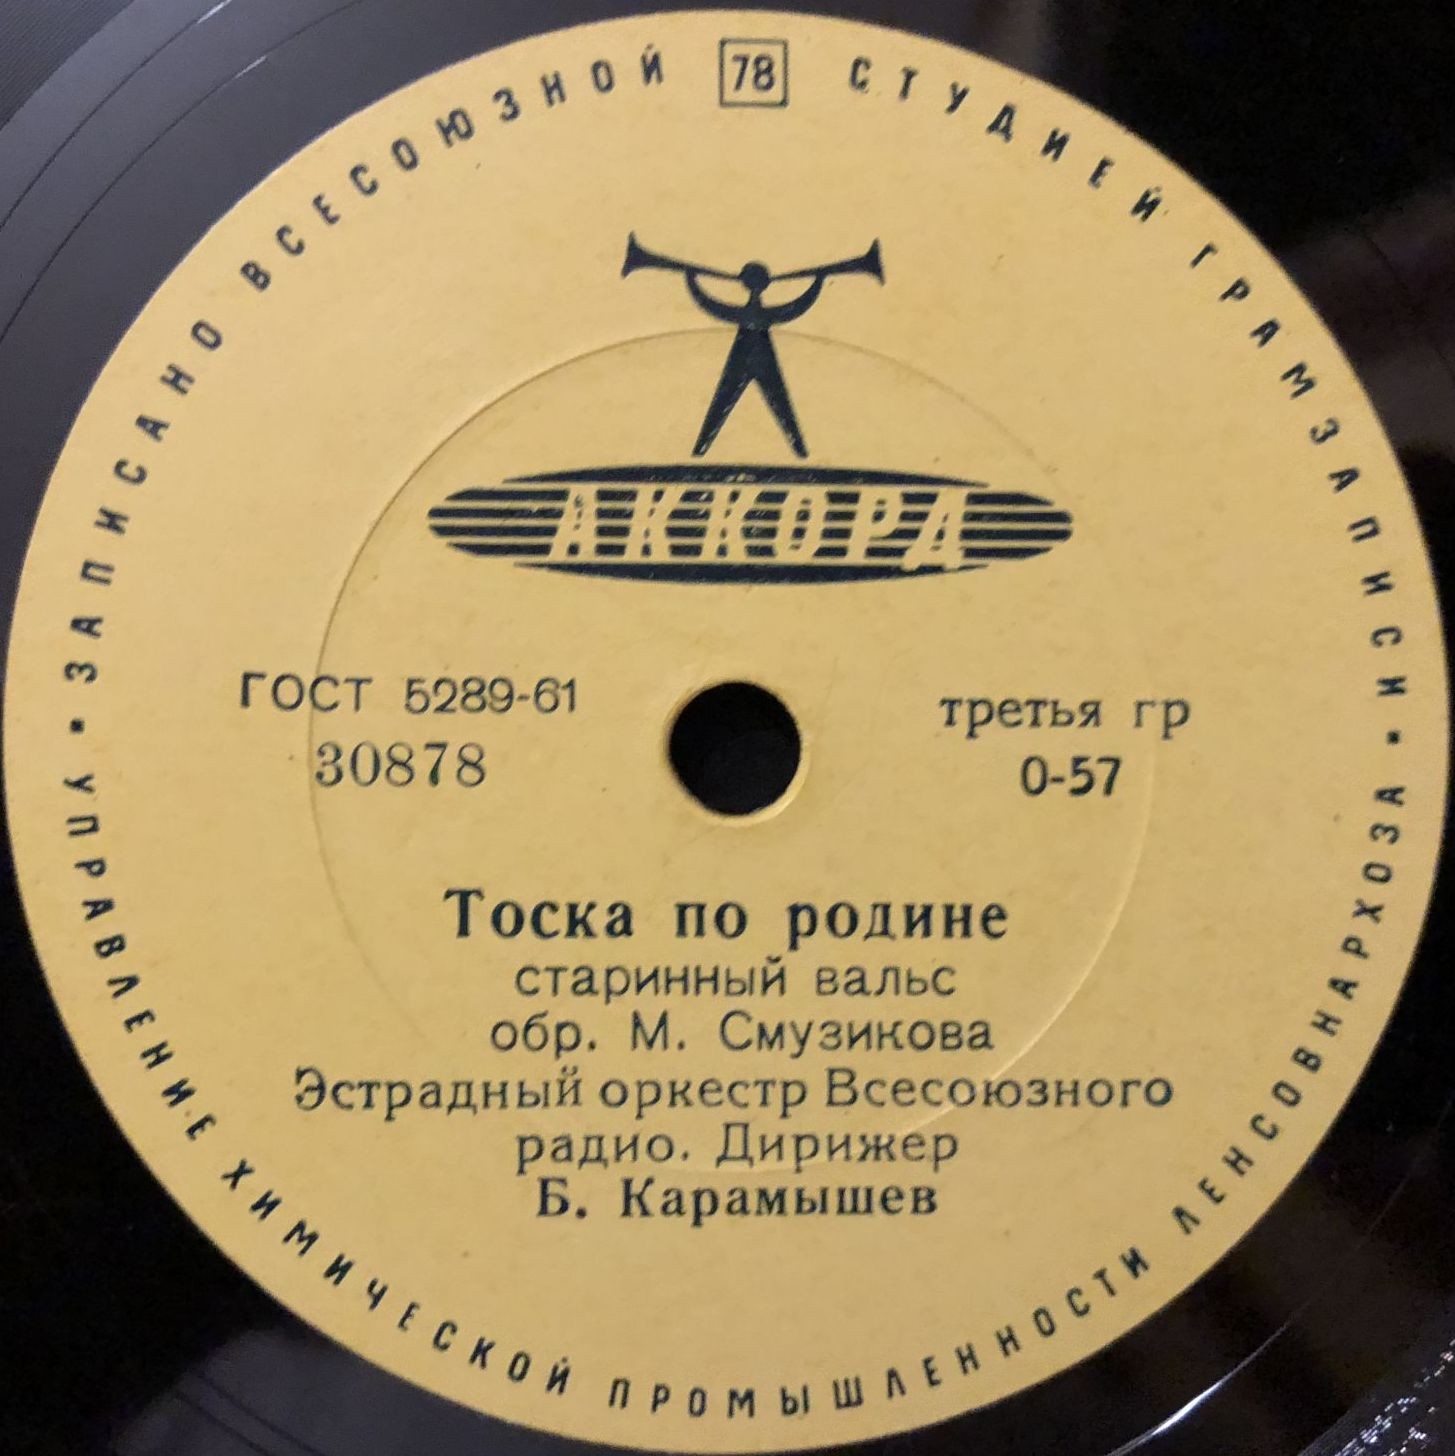 ЗАПИСАНО ВСЕСОЮЗНОЙ 78 СТУДИЕЙ ГРАМЗАПИСИ
АККОРД
ГОСТ 5289-61
30878
третья гр
0-57
Тоска по родине
старинный вальс
обр. М. Смузикова
Эстрадный оркестр Всесоюзного
радио. Дирижер
Б. Карамышев
УПРАВЛЕНИЕ ХИМИЧЕСКОЙ ПРОМЫШЛЕННОСТИ ЛЕНСОВНАРХОЗА